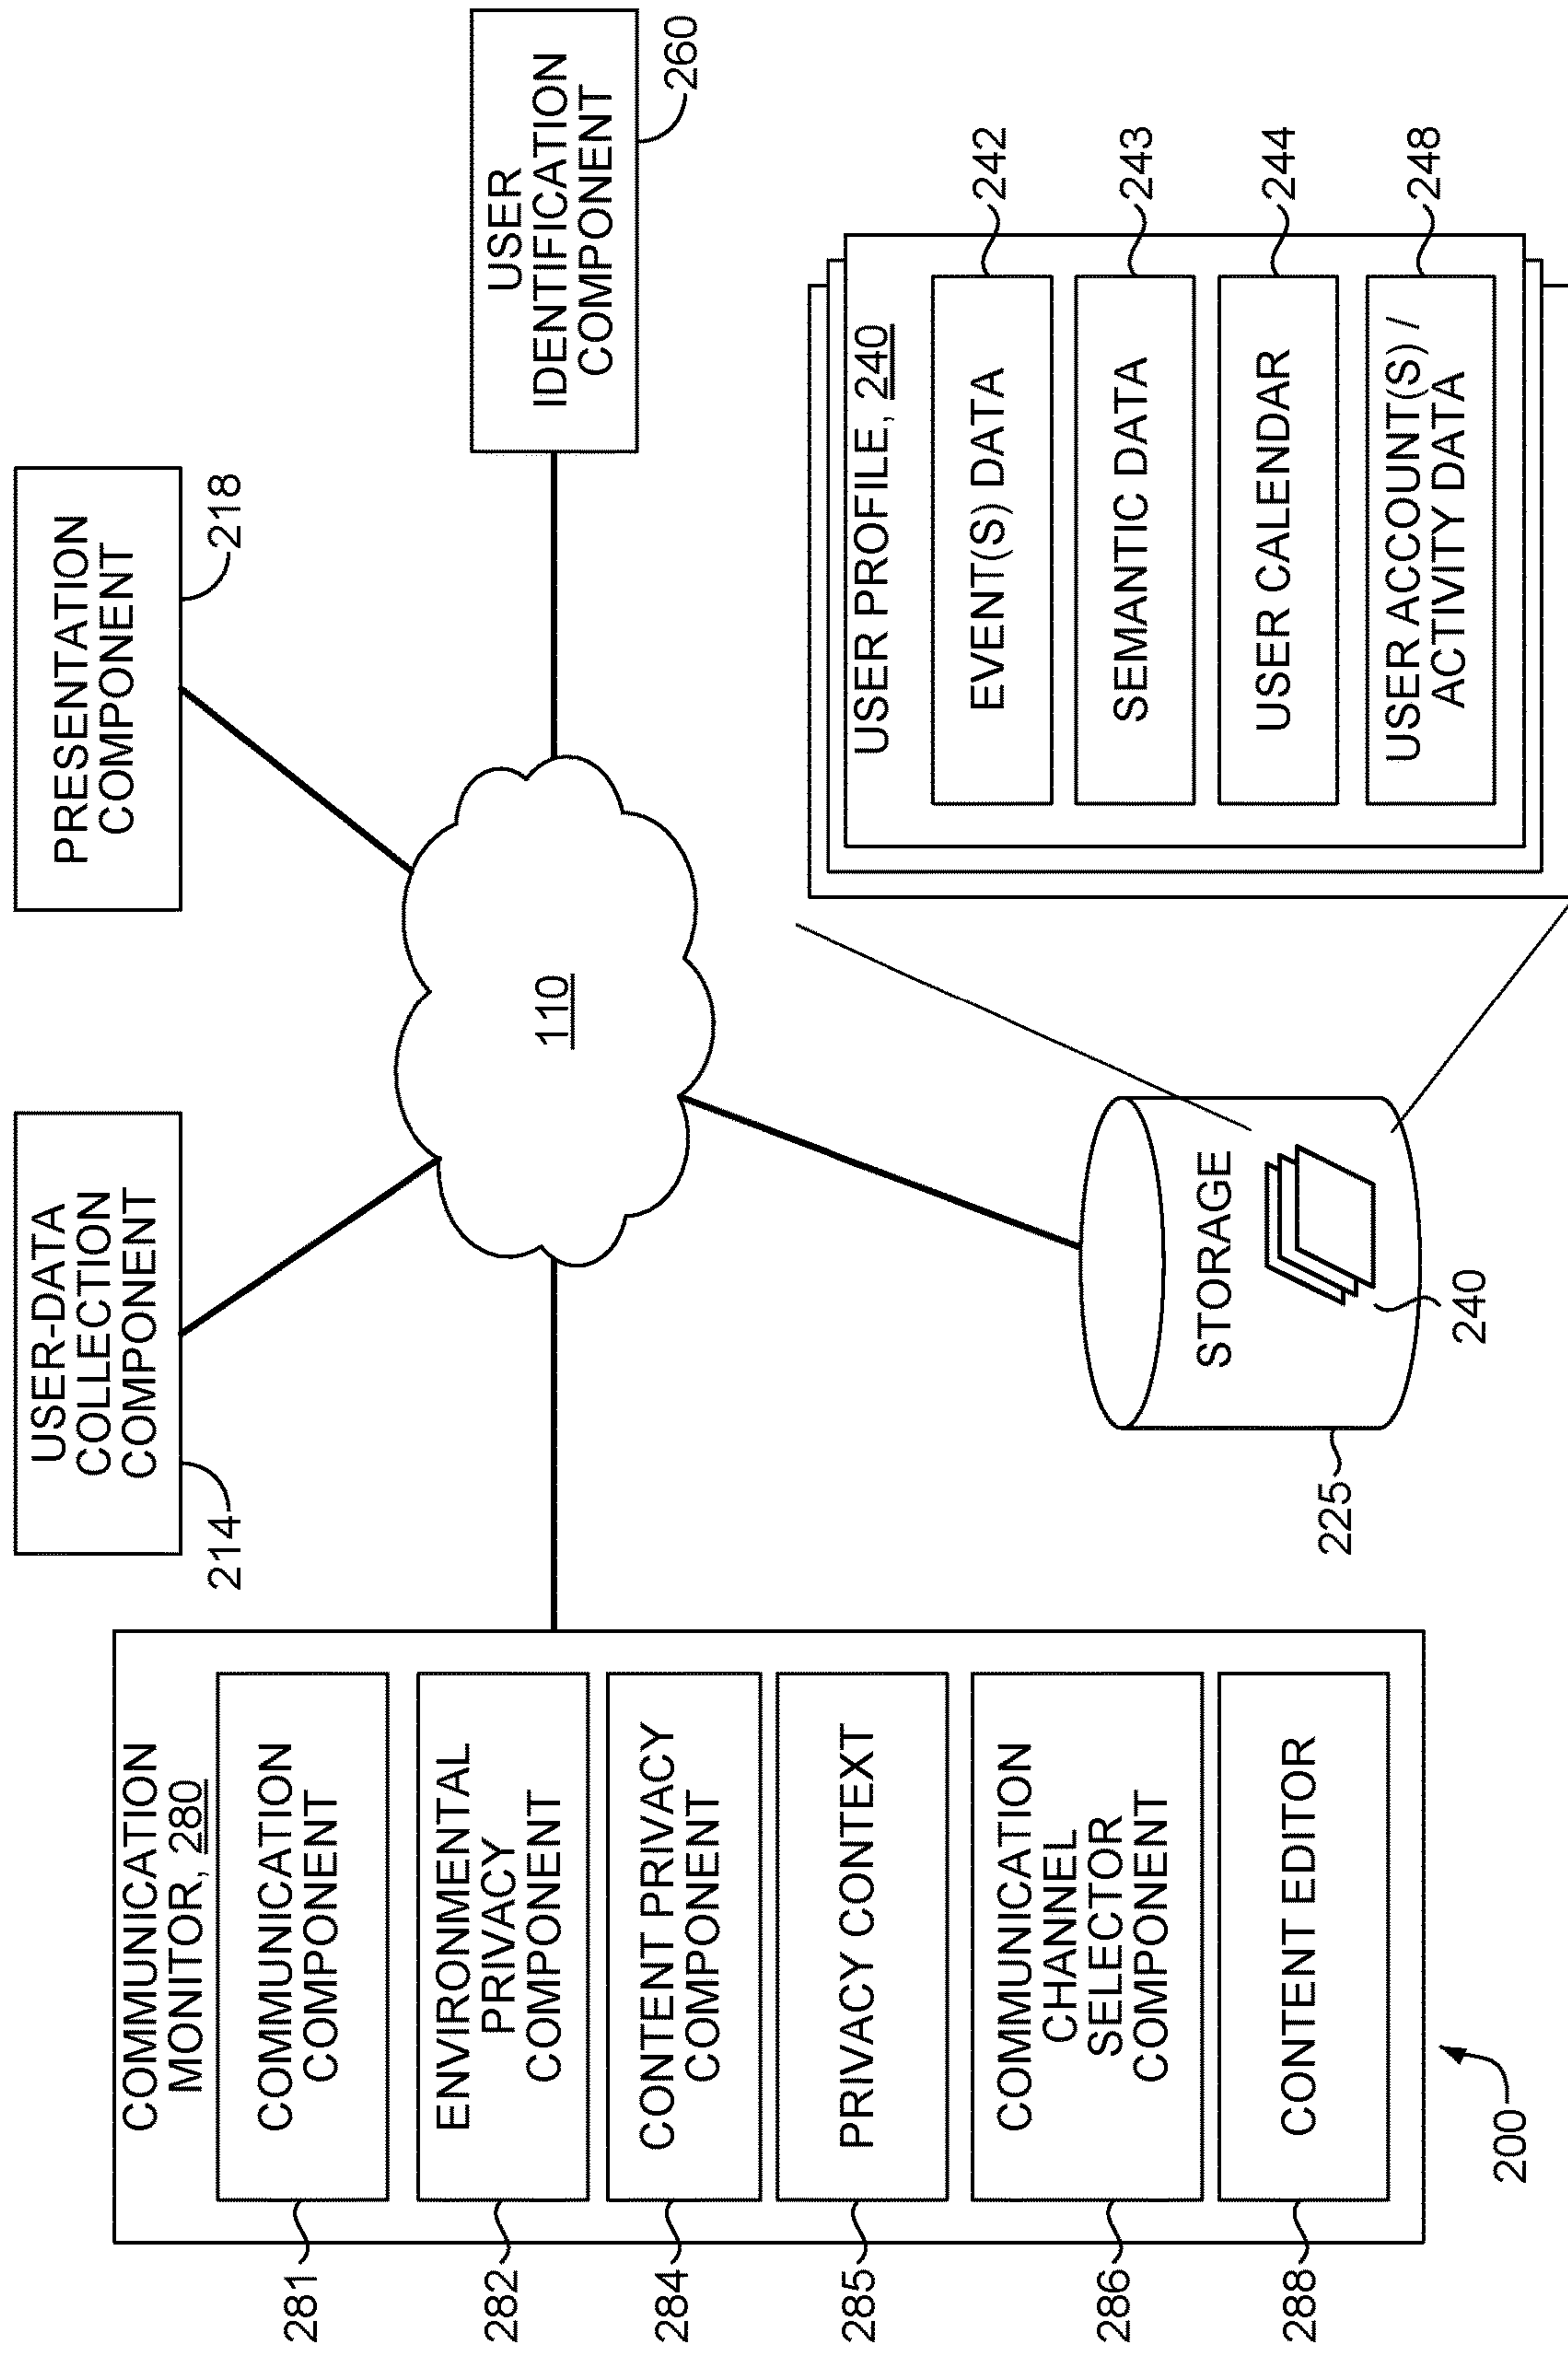 USER-DATA
COLLECTION
COMPONENT
214
PRESENTATION
COMPONENT
218
USER
IDENTIFICATION
COMPONENT
260
110
COMMUNICATION
MONITOR, 280
COMMUNICATION
COMPONENT
281
ENVIRONMENTAL
PRIVACY
COMPONENT
282
CONTENT PRIVACY
COMPONENT
284
PRIVACY CONTEXT
285
COMMUNICATION
CHANNEL
SELECTOR
COMPONENT
286
CONTENT EDITOR
288
200
STORAGE
240
225
USER PROFILE, 240
EVENT(S) DATA
242
SEMANTIC DATA
243
USER CALENDAR
244
USER ACCOUNT(S) /
ACTIVITY DATA
248